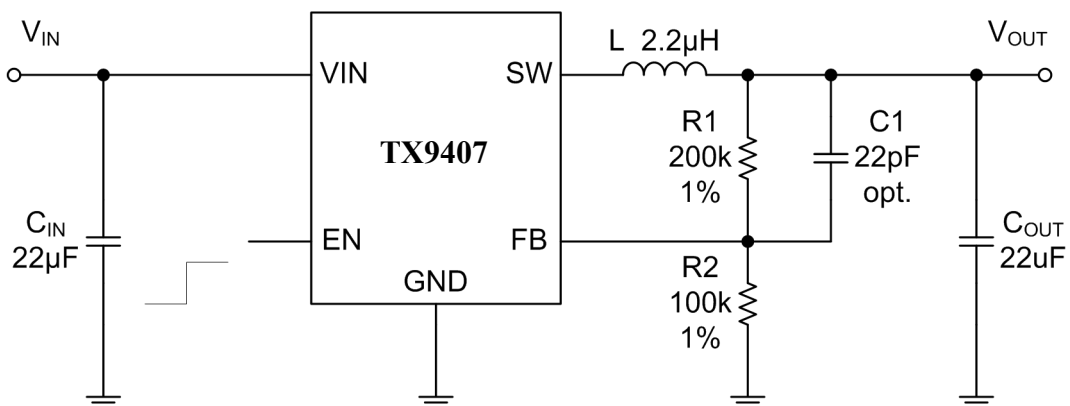 VIN
L 2.2µH
VOUT
VIN
SW
R1
200k
1%
C1
22pF
opt.
TX9407
CIN
22µF
EN
FB
COUT
22uF
GND
R2
100k
1%